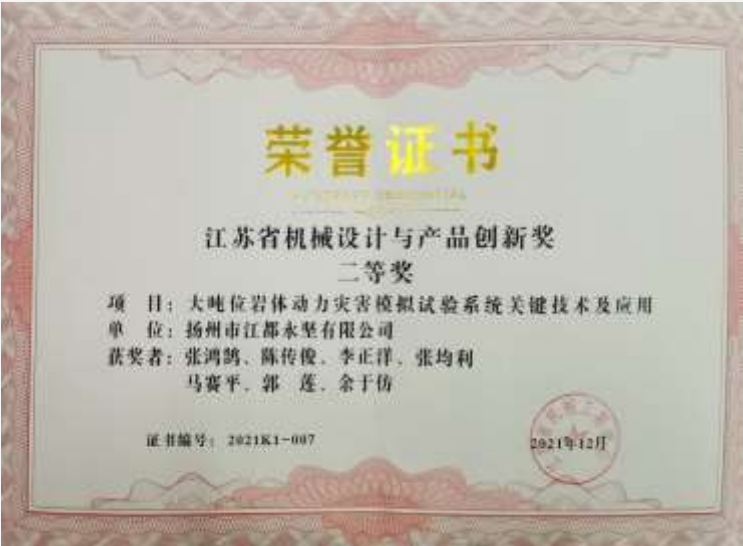 荣誉证书
江苏省机械设计与产品创新奖
二等奖
项 目：大吨位岩体动力灾害模拟试验系统关键技术及应用
单 位：扬州市江都永坚有限公司
获奖者：张鸿鹄、陈传俊、李正洋、张均利
马赛平、郭 莲、余于仿
证书编号：2021K1-007
2021年12月